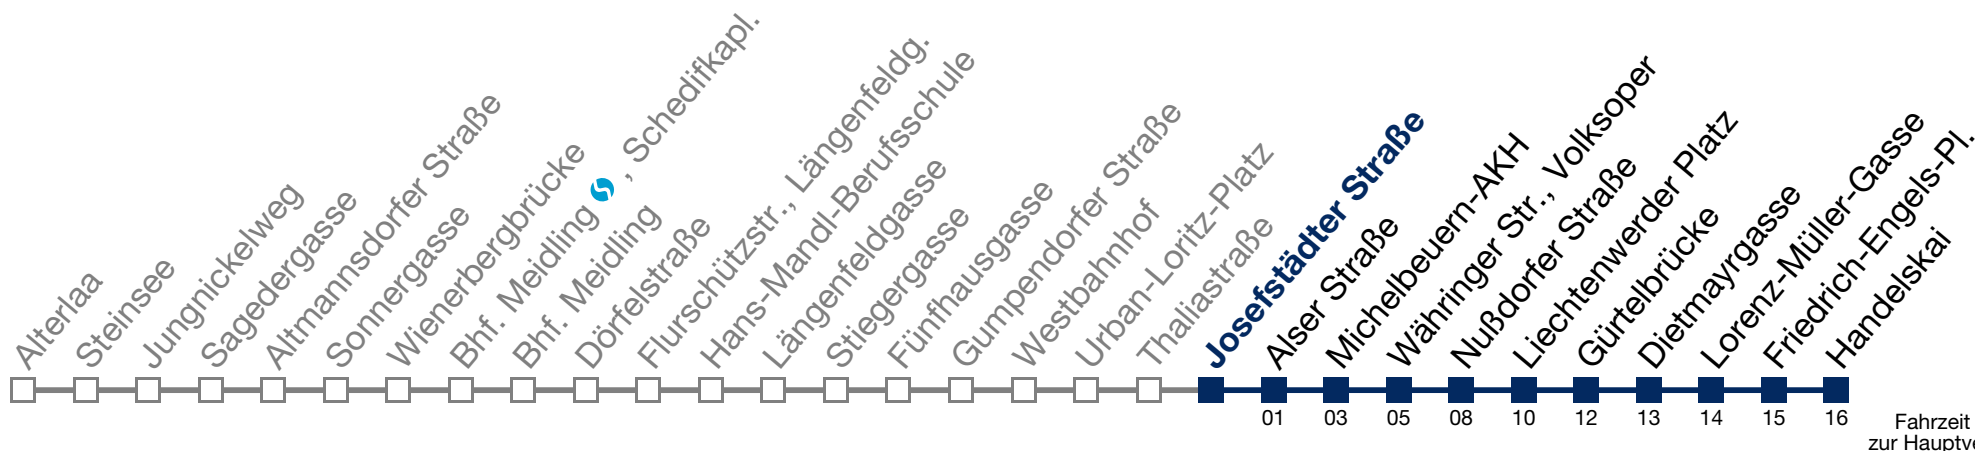 Alterlaa
Steinsee
Jungnickelweg
Sagedergasse
Altmannsdorfer Straße
Sonnergasse
Wienerbergbrücke
Bhf. Meidling , Schedifkapl.
Bhf. Meidling
Dörfelstraße
Flurschützstr., Längenfeldg.
Hans-Mandl-Berufsschule
Längenfeldgasse
Stiegergasse
Fünfhausgasse
Gumpendorfer Straße
Westbahnhof
Urban-Loritz-Platz
Thaliastraße
Josefstädter Straße
Alser Straße
Michelbeuern-AKH
Währinger Str., Volksoper
Nußdorfer Straße
Liechtenwerder Platz
Gürtelbrücke
Dietmayrgasse
Lorenz-Müller-Gasse
Friedrich-Engels-Pl.
Handelskai
01 03 05 08 10 12 13 14 15 16
Fahrzeit
zur Hauptve